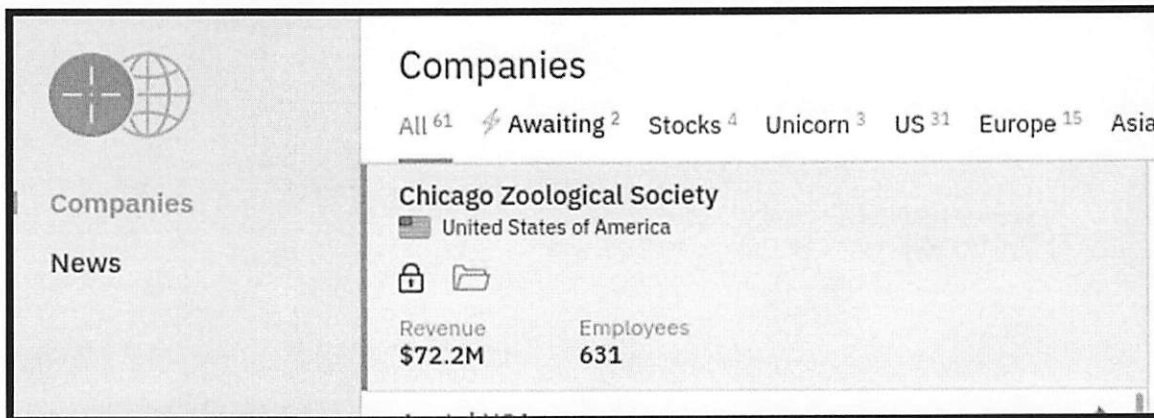 Companies
All 61 Awaiting 2 Stocks 4 Unicorn 3 US 31 Europe 15 Asia
Companies
News
Chicago Zoological Society
United States of America
Revenue Employees
$72.2M 631